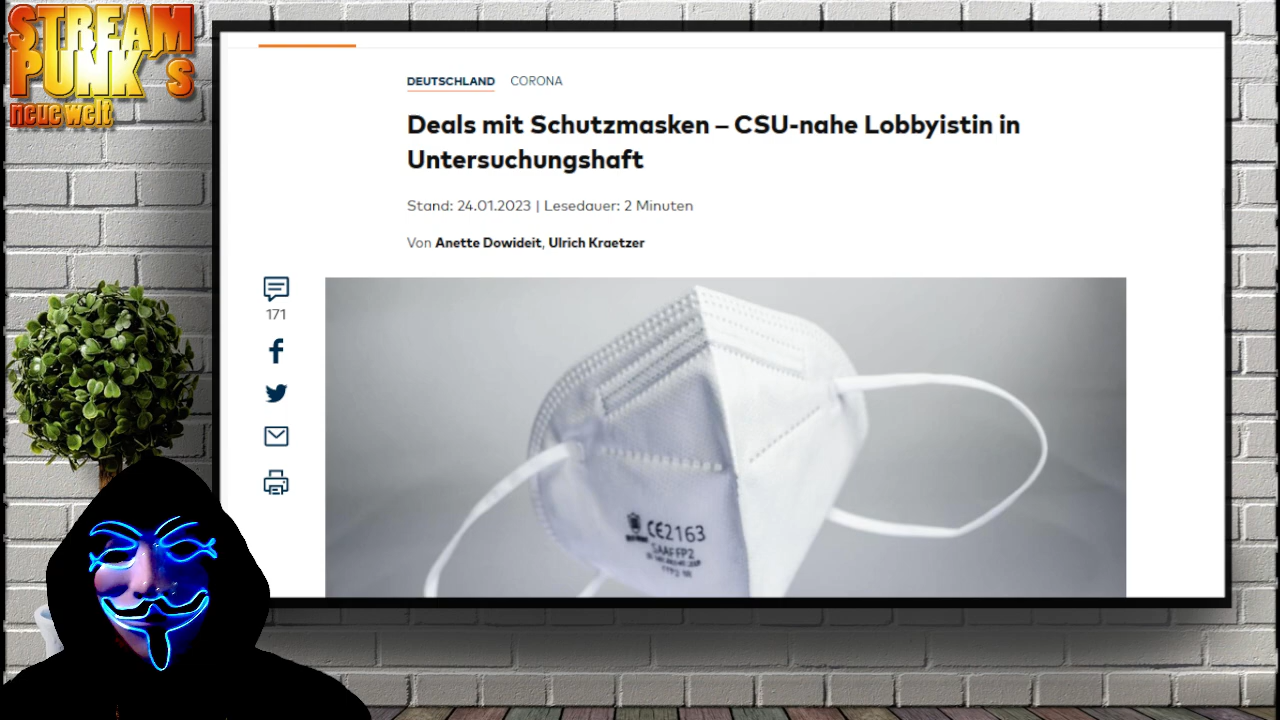 STREAM
PUNK´s
neue welt
DEUTSCHLAND CORONA
Deals mit Schutzmasken – CSU-nahe Lobbyistin in
Untersuchungshaft
Stand: 24.01.2023 | Lesedauer: 2 Minuten
Von Anette Dowideit, Ulrich Kraetzer
171
CE2163